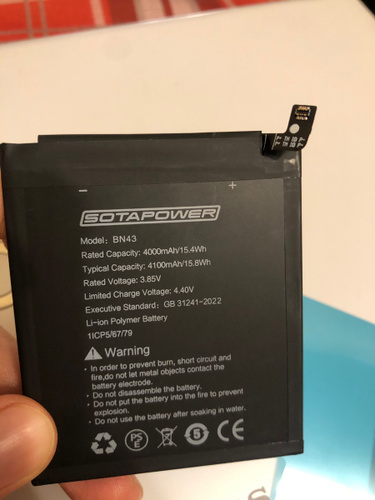 −
+
SOTAPOWER
Model: BN43
Rated Capacity: 4000mAh/15.4Wh
Typical Capacity: 4100mAh/15.8Wh
Rated Voltage: 3.85V
Limited Charge Voltage: 4.40V
Executive Standard: GB 31241-2022
Li-ion Polymer Battery
1ICP5/67/79
Warning
• In order to prevent burn, short circuit and
fire,do not let metal objects contact the
battery electrode.
• Do not disassemble the battery.
• Do not put the battery into the fire to prevent
explosion.
• Do not use the battery after soaking in water.
PS
E
5
CE